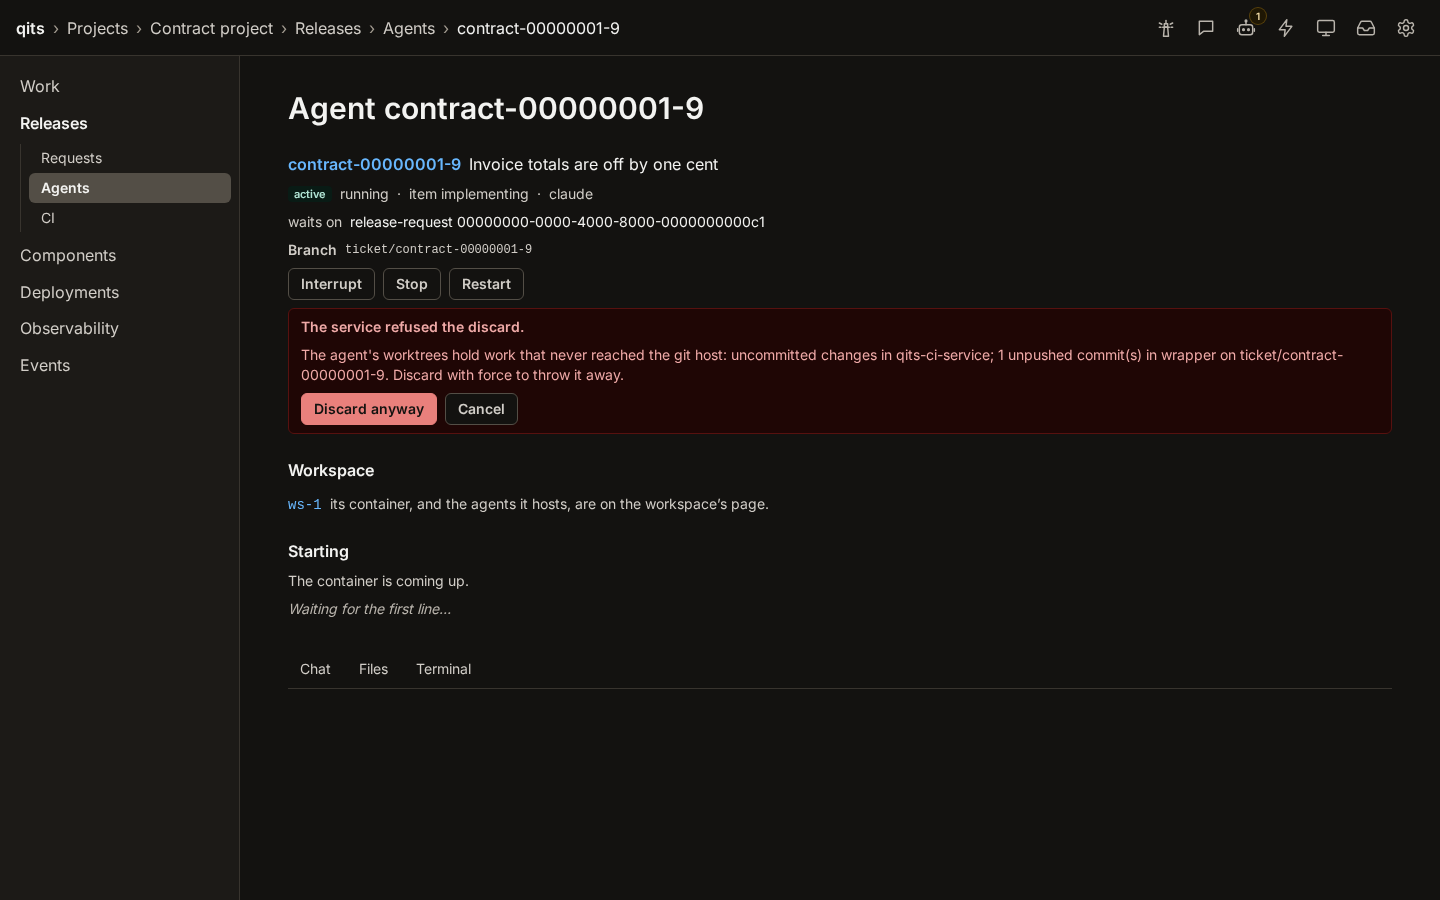 qits › Projects › Contract project › Releases › Agents › contract-00000001-9
1
Work
Releases
Requests
Agents
CI
Components
Deployments
Observability
Events
Agent contract-00000001-9
contract-00000001-9 Invoice totals are off by one cent
active running · item implementing · claude
waits on release-request 00000000-0000-4000-8000-0000000000c1
Branch ticket/contract-00000001-9
Interrupt Stop Restart
The service refused the discard.
The agent's worktrees hold work that never reached the git host: uncommitted changes in qits-ci-service; 1 unpushed commit(s) in wrapper on ticket/contract-
00000001-9. Discard with force to throw it away.
Discard anyway Cancel
Workspace
ws-1 its container, and the agents it hosts, are on the workspace’s page.
Starting
The container is coming up.
Waiting for the first line…
Chat Files Terminal